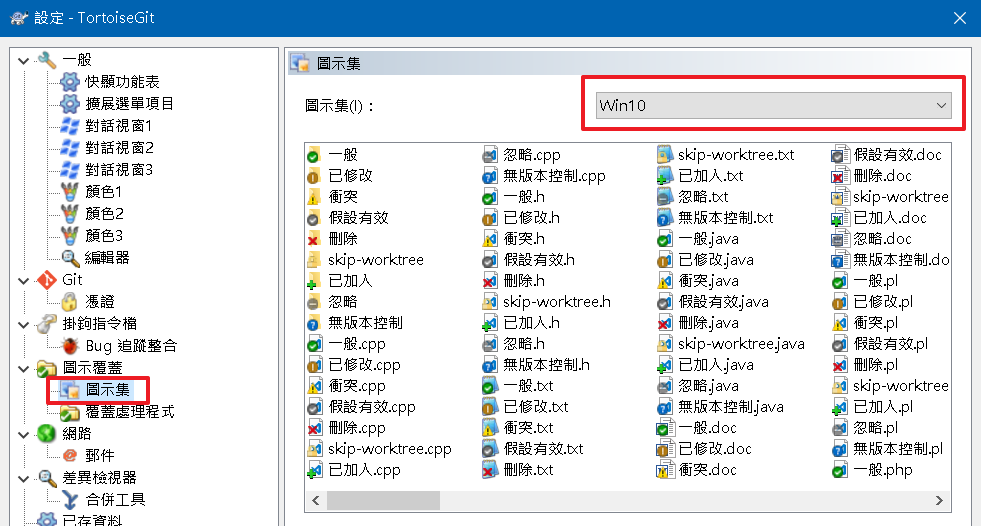 設定 - TortoiseGit
一般
快顯功能表
擴展選單項目
對話視窗1
對話視窗2
對話視窗3
顏色1
顏色2
顏色3
編輯器
Git
憑證
掛鉤指令檔
Bug 追蹤整合
圖示覆蓋
圖示集
覆蓋處理程式
網路
郵件
差異檢視器
合併工具
已存資料
圖示集
圖示集(I)：
Win10
一般
已修改
衝突
假設有效
刪除
skip-worktree
已加入
忽略
無版本控制
一般.cpp
已修改.cpp
衝突.cpp
假設有效.cpp
刪除.cpp
skip-worktree.cpp
已加入.cpp
忽略.cpp
無版本控制.cpp
一般.h
已修改.h
衝突.h
假設有效.h
刪除.h
skip-worktree.h
已加入.h
忽略.h
無版本控制.h
一般.txt
已修改.txt
衝突.txt
假設有效.txt
刪除.txt
skip-worktree.txt
已加入.txt
忽略.txt
無版本控制.txt
一般.java
已修改.java
衝突.java
假設有效.java
刪除.java
skip-worktree.java
已加入.java
忽略.java
無版本控制.java
一般.doc
已修改.doc
衝突.doc
假設有效.doc
刪除.doc
skip-worktree
已加入.doc
忽略.doc
無版本控制.do
一般.pl
已修改.pl
衝突.pl
假設有效.pl
刪除.pl
skip-worktree
已加入.pl
忽略.pl
無版本控制.pl
一般.php